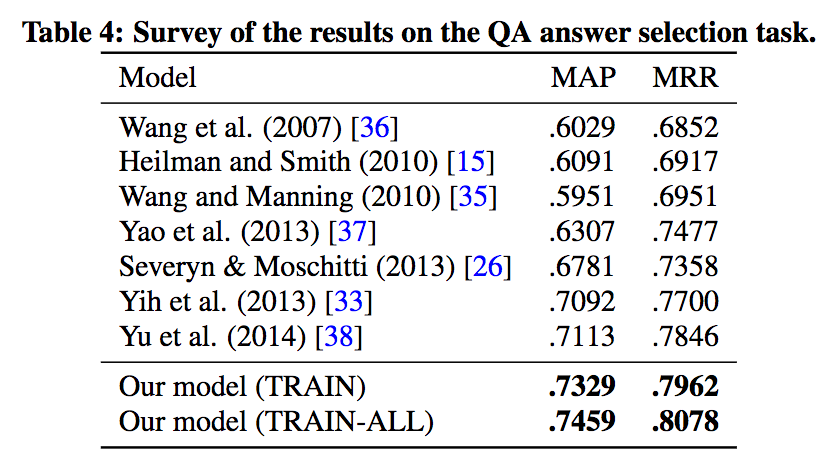 Table 4: Survey of the results on the QA answer selection task.
Model MAP MRR
Wang et al. (2007) [36] .6029 .6852
Heilman and Smith (2010) [15] .6091 .6917
Wang and Manning (2010) [35] .5951 .6951
Yao et al. (2013) [37] .6307 .7477
Severyn & Moschitti (2013) [26] .6781 .7358
Yih et al. (2013) [33] .7092 .7700
Yu et al. (2014) [38] .7113 .7846
Our model (TRAIN) .7329 .7962
Our model (TRAIN-ALL) .7459 .8078